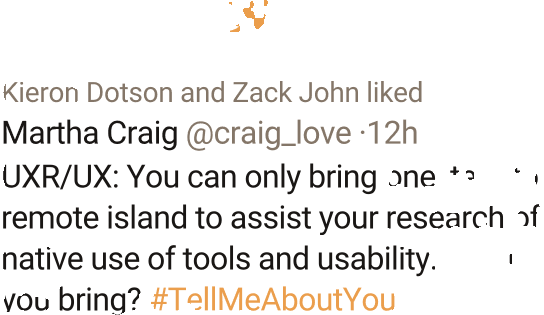 Kieron Dotson and Zack John liked
Martha Craig @craig_love ·12h
UXR/UX: You can only bring one
remote island to assist your research of
native use of tools and usability.
you bring? #TellMeAboutYou